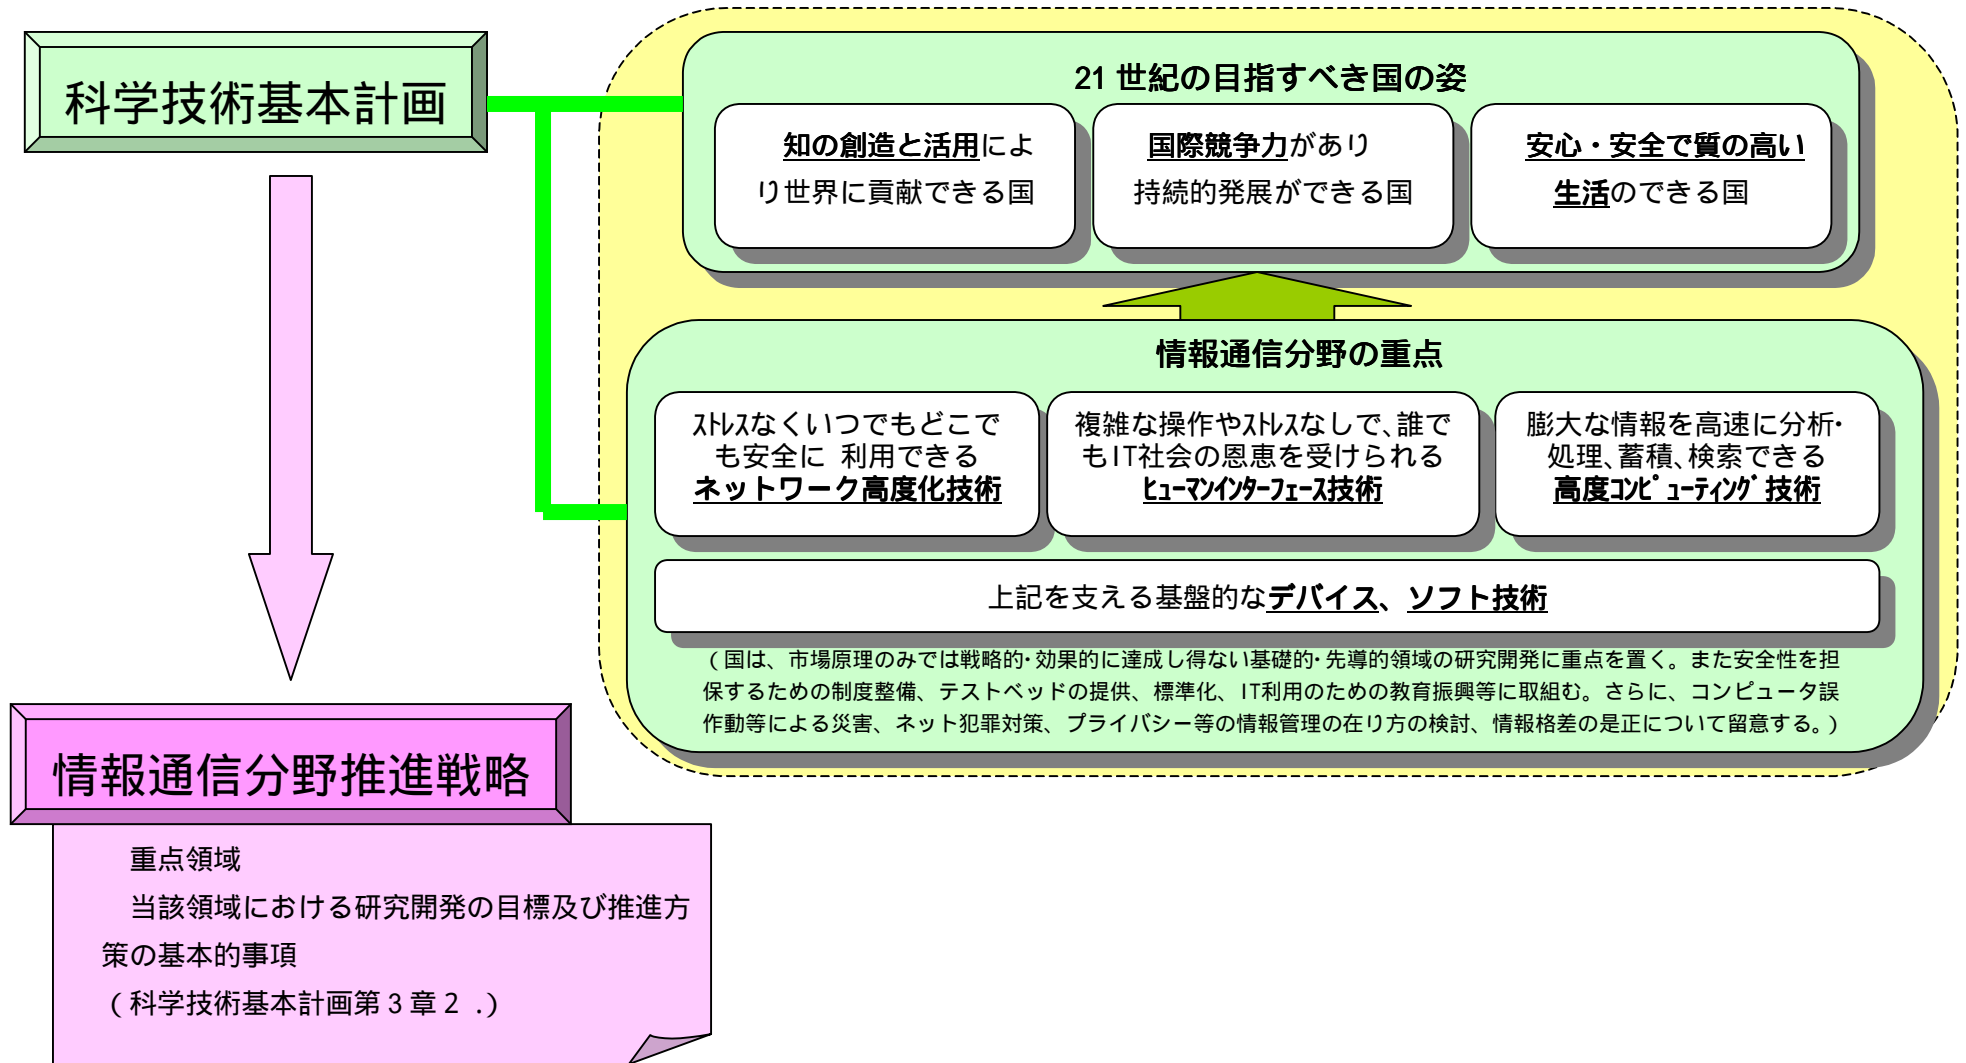 科学技術基本計画
21 世紀の目指すべき国の姿
知の創造と活用によ
り世界に貢献できる国
国際競争力があり
持続的発展ができる国
安心・安全で質の高い
生活のできる国
情報通信分野の重点
ｽﾄﾚｽなくいつでもどこで
も安全に 利用できる
ネットワーク高度化技術
複雑な操作やｽﾄﾚｽなしで、誰で
もIT社会の恩恵を受けられる
ﾋｭｰﾏﾝｲﾝﾀｰﾌｪｰｽ技術
膨大な情報を高速に分析・
処理、蓄積、検索できる
高度ｺﾝﾋﾟｭｰﾃｨﾝｸﾞ技術
上記を支える基盤的なデバイス、ソフト技術
（国は、市場原理のみでは戦略的・効果的に達成し得ない基礎的・先導的領域の研究開発に重点を置く。また安全性を担
保するための制度整備、テストベッドの提供、標準化、IT利用のための教育振興等に取組む。さらに、コンピュータ誤
作動等による災害、ネット犯罪対策、プライバシー等の情報管理の在り方の検討、情報格差の是正について留意する。）
情報通信分野推進戦略
重点領域
当該領域における研究開発の目標及び推進方
策の基本的事項
（科学技術基本計画第３章２．）